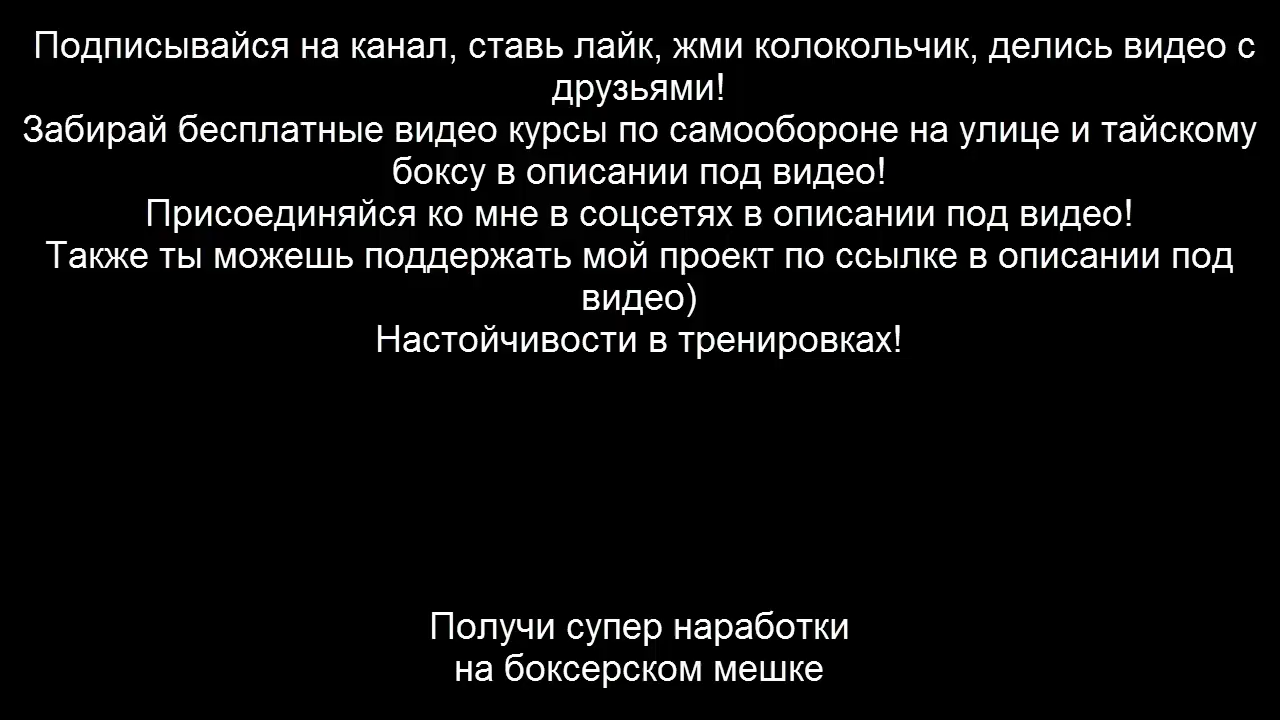 Подписывайся на канал, ставь лайк, жми колокольчик, делись видео с
друзьями!
Забирай бесплатные видео курсы по самообороне на улице и тайскому
боксу в описании под видео!
Присоединяйся ко мне в соцсетях в описании под видео!
Также ты можешь поддержать мой проект по ссылке в описании под
видео)
Настойчивости в тренировках!
Получи супер наработки
на боксерском мешке